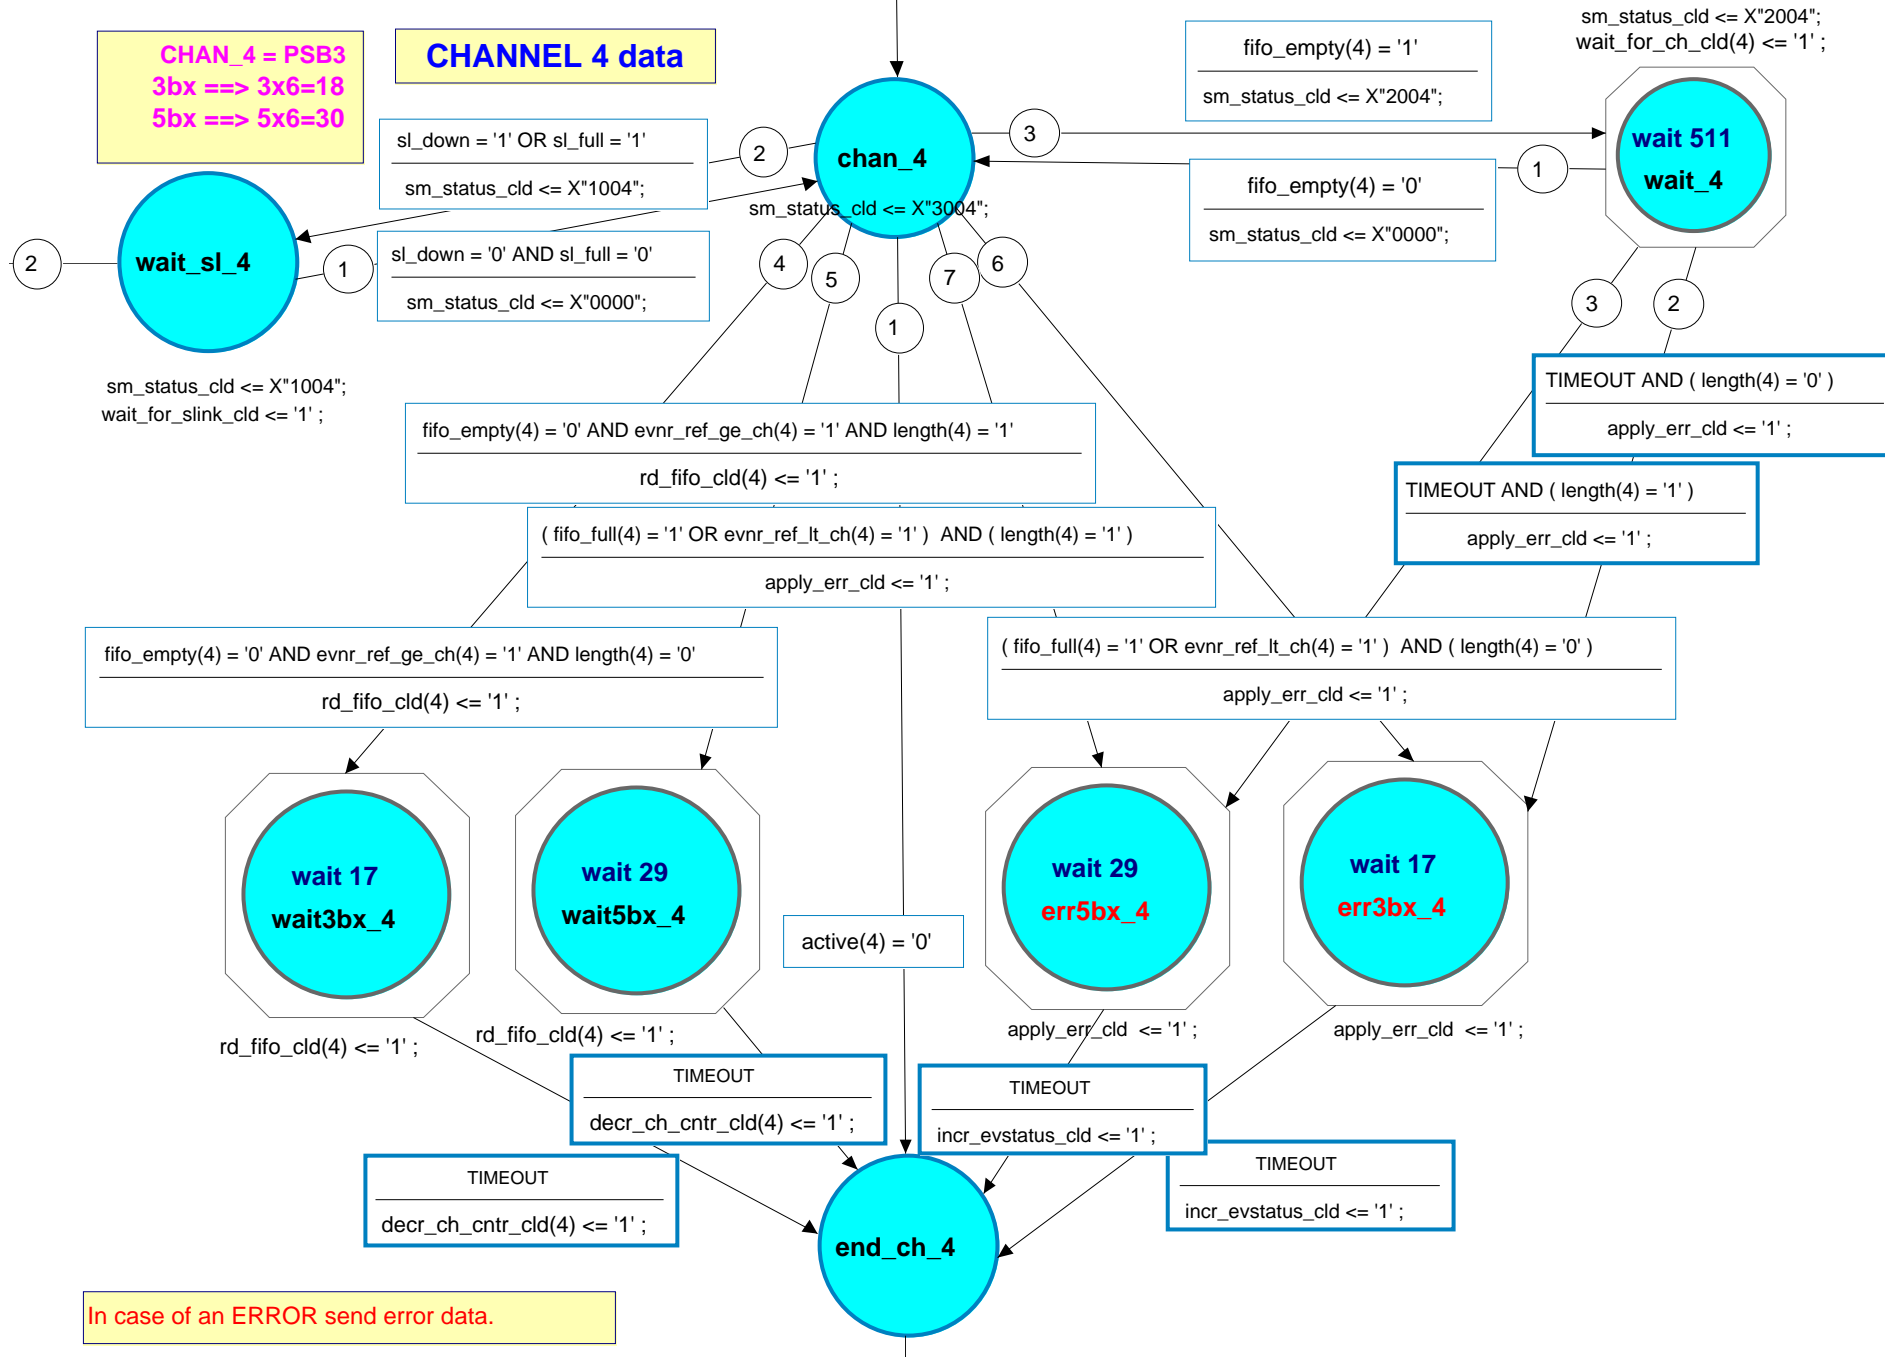 sm_status_cld <= X"2004";
wait_for_ch_cld(4) <= '1' ;
CHAN_4 = PSB3
3bx ==> 3x6=18
5bx ==> 5x6=30
CHANNEL 4 data
fifo_empty(4) = '1'
sm_status_cld <= X"2004";
sl_down = '1' OR sl_full = '1'
sm_status_cld <= X"1004";
2
chan_4
sm_status_cld <= X"3004";
3
wait 511
wait_4
1
fifo_empty(4) = '0'
sm_status_cld <= X"0000";
2
wait_sl_4
1
sl_down = '0' AND sl_full = '0'
sm_status_cld <= X"0000";
4
5
1
7
6
3
2
sm_status_cld <= X"1004";
wait_for_slink_cld <= '1' ;
TIMEOUT AND ( length(4) = '0' )
apply_err_cld <= '1' ;
fifo_empty(4) = '0' AND evnr_ref_ge_ch(4) = '1' AND length(4) = '1'
rd_fifo_cld(4) <= '1' ;
TIMEOUT AND ( length(4) = '1' )
apply_err_cld <= '1' ;
( fifo_full(4) = '1' OR evnr_ref_lt_ch(4) = '1' ) AND ( length(4) = '1' )
apply_err_cld <= '1' ;
fifo_empty(4) = '0' AND evnr_ref_ge_ch(4) = '1' AND length(4) = '0'
rd_fifo_cld(4) <= '1' ;
( fifo_full(4) = '1' OR evnr_ref_lt_ch(4) = '1' ) AND ( length(4) = '0' )
apply_err_cld <= '1' ;
wait 17
wait3bx_4
wait 29
wait5bx_4
wait 29
err5bx_4
wait 17
err3bx_4
active(4) = '0'
rd_fifo_cld(4) <= '1' ;
rd_fifo_cld(4) <= '1' ;
apply_err_cld <= '1' ;
apply_err_cld <= '1' ;
TIMEOUT
decr_ch_cntr_cld(4) <= '1' ;
TIMEOUT
incr_evstatus_cld <= '1' ;
TIMEOUT
decr_ch_cntr_cld(4) <= '1' ;
TIMEOUT
incr_evstatus_cld <= '1' ;
end_ch_4
In case of an ERROR send error data.